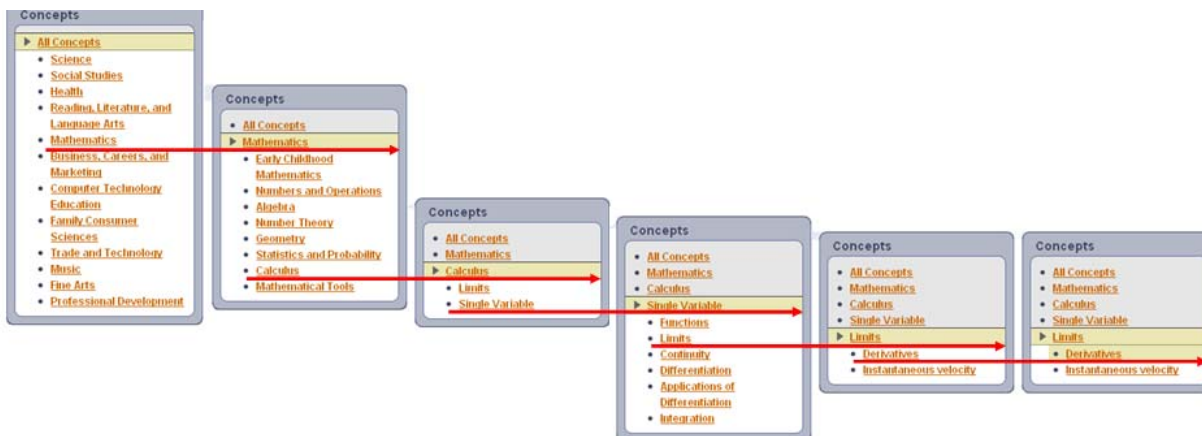 Concepts
All Concepts
Science
Social Studies
Health
Reading, Literature, and
Language Arts
Mathematics
Business, Careers, and
Marketing
Computer Technology
Education
Family Consumer
Sciences
Trade and Technology
Music
Fine Arts
Professional Development
Concepts
All Concepts
Mathematics
Early Childhood
Mathematics
Numbers and Operations
Algebra
Number Theory
Geometry
Statistics and Probability
Calculus
Mathematical Tools
Concepts
All Concepts
Mathematics
Calculus
Limits
Single Variable
Concepts
All Concepts
Mathematics
Calculus
Single Variable
Functions
Limits
Continuity
Differentiation
Applications of
Differentiation
Integration
Concepts
All Concepts
Mathematics
Calculus
Single Variable
Limits
Derivatives
Instantaneous velocity
Concepts
All Concepts
Mathematics
Calculus
Single Variable
Limits
Derivatives
Instantaneous velocity